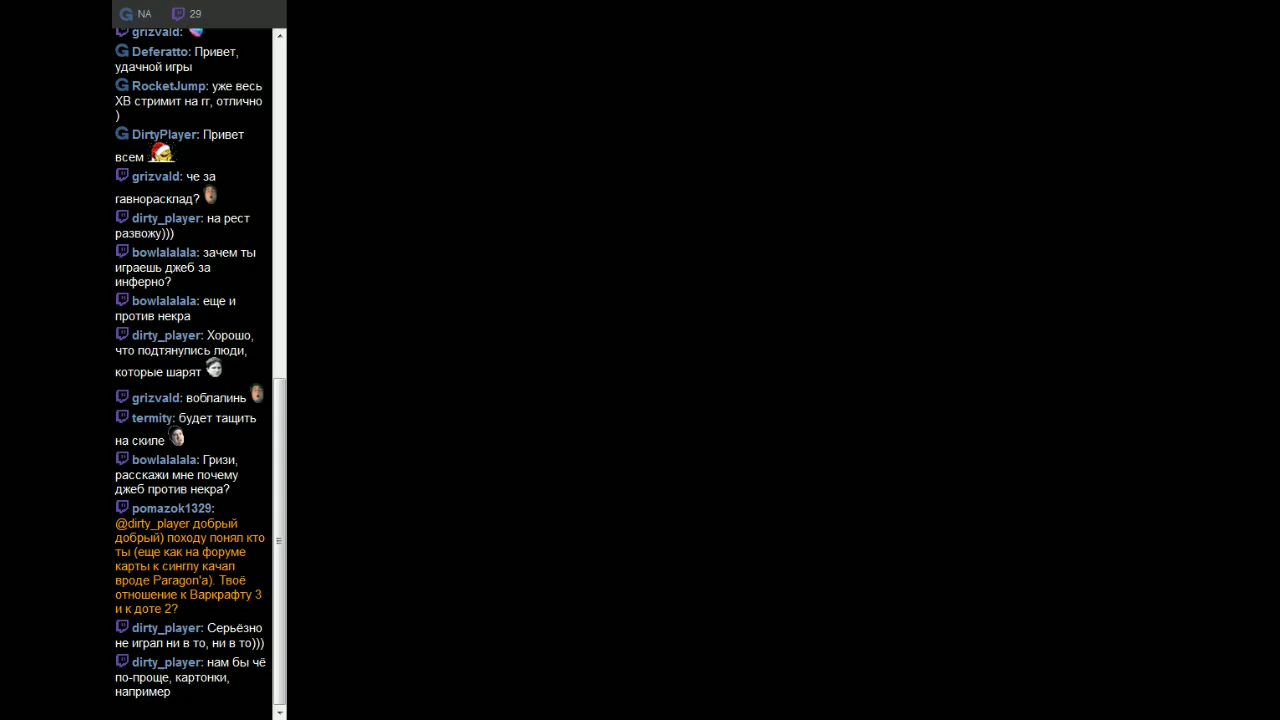 NA 29
grizvald:
Deferatto: Привет,
удачной игры
RocketJump: уже весь
ХВ стримит на гг, отлично
)
DirtyPlayer: Привет
всем
grizvald: че за
гавнорасклад?
dirty_player: на рест
развожу)))
bowlalalala: зачем ты
играешь джеб за
инферно?
bowlalalala: еще и
против некра
dirty_player: Хорошо,
что подтянулись люди,
которые шарят
grizvald: воблалинь
termity: будет тащить
на скиле
bowlalalala: Гризи,
расскажи мне почему
джеб против некра?
pomazok1329:
@dirty_player добрый
добрый) походу понял кто
ты (еще как на форуме
карты к синглу качал
вроде Paragon'а). Твоё
отношение к Варкрафту 3
и к доте 2?
dirty_player: Серьёзно
не играл ни в то, ни в то)))
dirty_player: нам бы чё
по-проще, картонки,
например